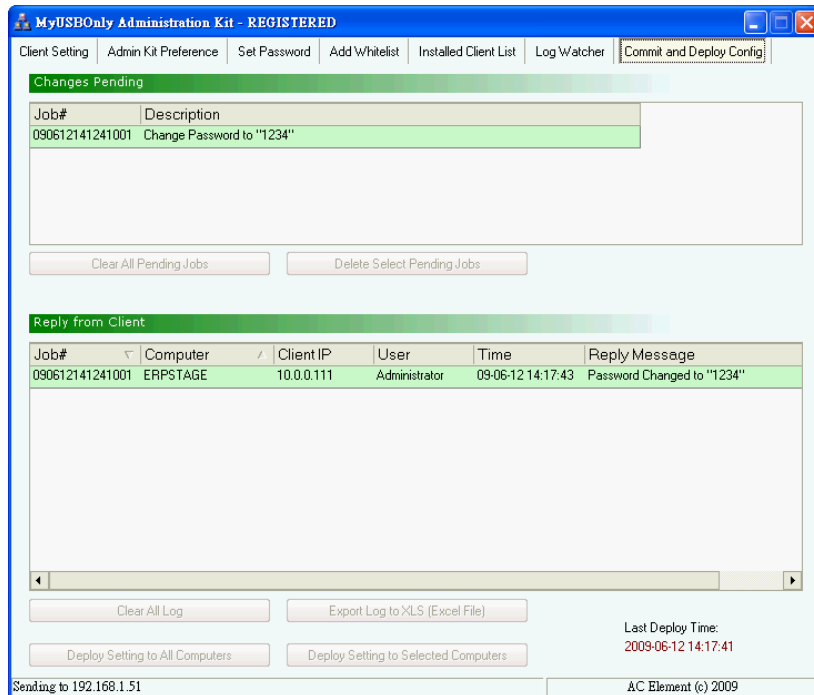 MyUSBOnly Administration Kit - REGISTERED
Client Setting Admin Kit Preference Set Password Add Whitelist Installed Client List Log Watcher Commit and Deploy Config
Changes Pending
Job# Description
090612141241001 Change Password to "1234"
Clear All Pending Jobs Delete Select Pending Jobs
Reply from Client
Job# Computer Client IP User Time Reply Message
090612141241001 ERPSTAGE 10.0.0.111 Administrator 09-06-12 14:17:43 Password Changed to "1234"
Clear All Log Export Log to XLS (Excel File)
Last Deploy Time:
Deploy Setting to All Computers Deploy Setting to Selected Computers 2009-06-12 14:17:41
Sending to 192.168.1.51 AC Element (c) 2009